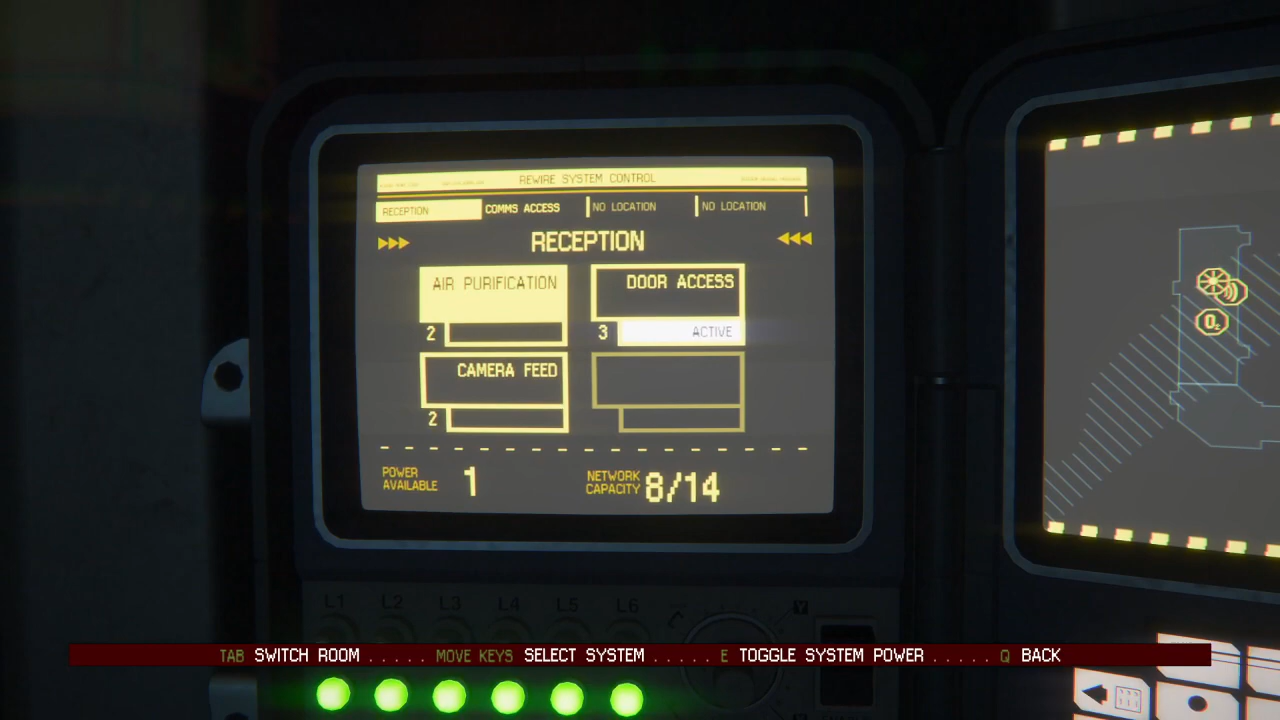 REWIRE SYSTEM CONTROL
RECEPTION COMMS ACCESS NO LOCATION NO LOCATION
RECEPTION
AIR PURIFICATION DOOR ACCESS
2 3 ACTIVE
CAMERA FEED
2
POWER AVAILABLE 1 NETWORK CAPACITY 8/14
O₂
L1 L2 L3 L4 L5 L6
TAB SWITCH ROOM ..... MOVE KEYS SELECT SYSTEM ..... E TOGGLE SYSTEM POWER ..... Q BACK